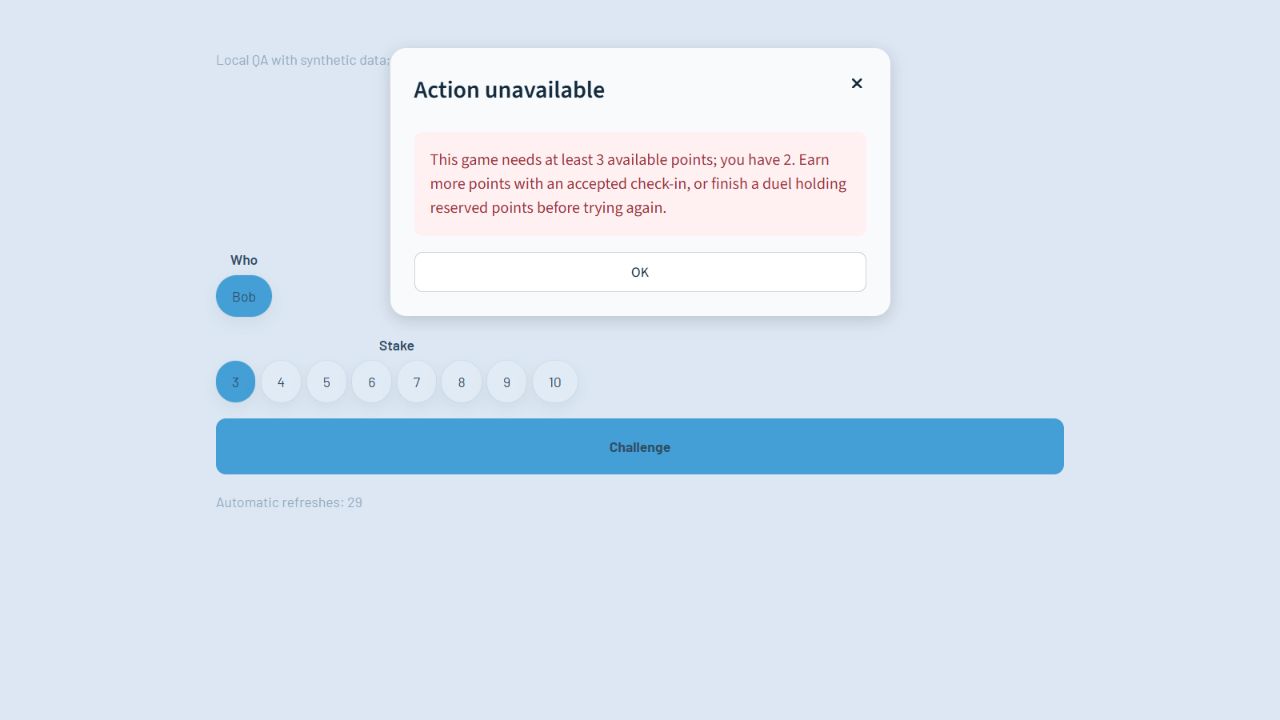 Local QA with synthetic data:
Action unavailable
This game needs at least 3 available points; you have 2. Earn
more points with an accepted check-in, or finish a duel holding
reserved points before trying again.
OK
Who
Bob
Stake
3 4 5 6 7 8 9 10
Challenge
Automatic refreshes: 29